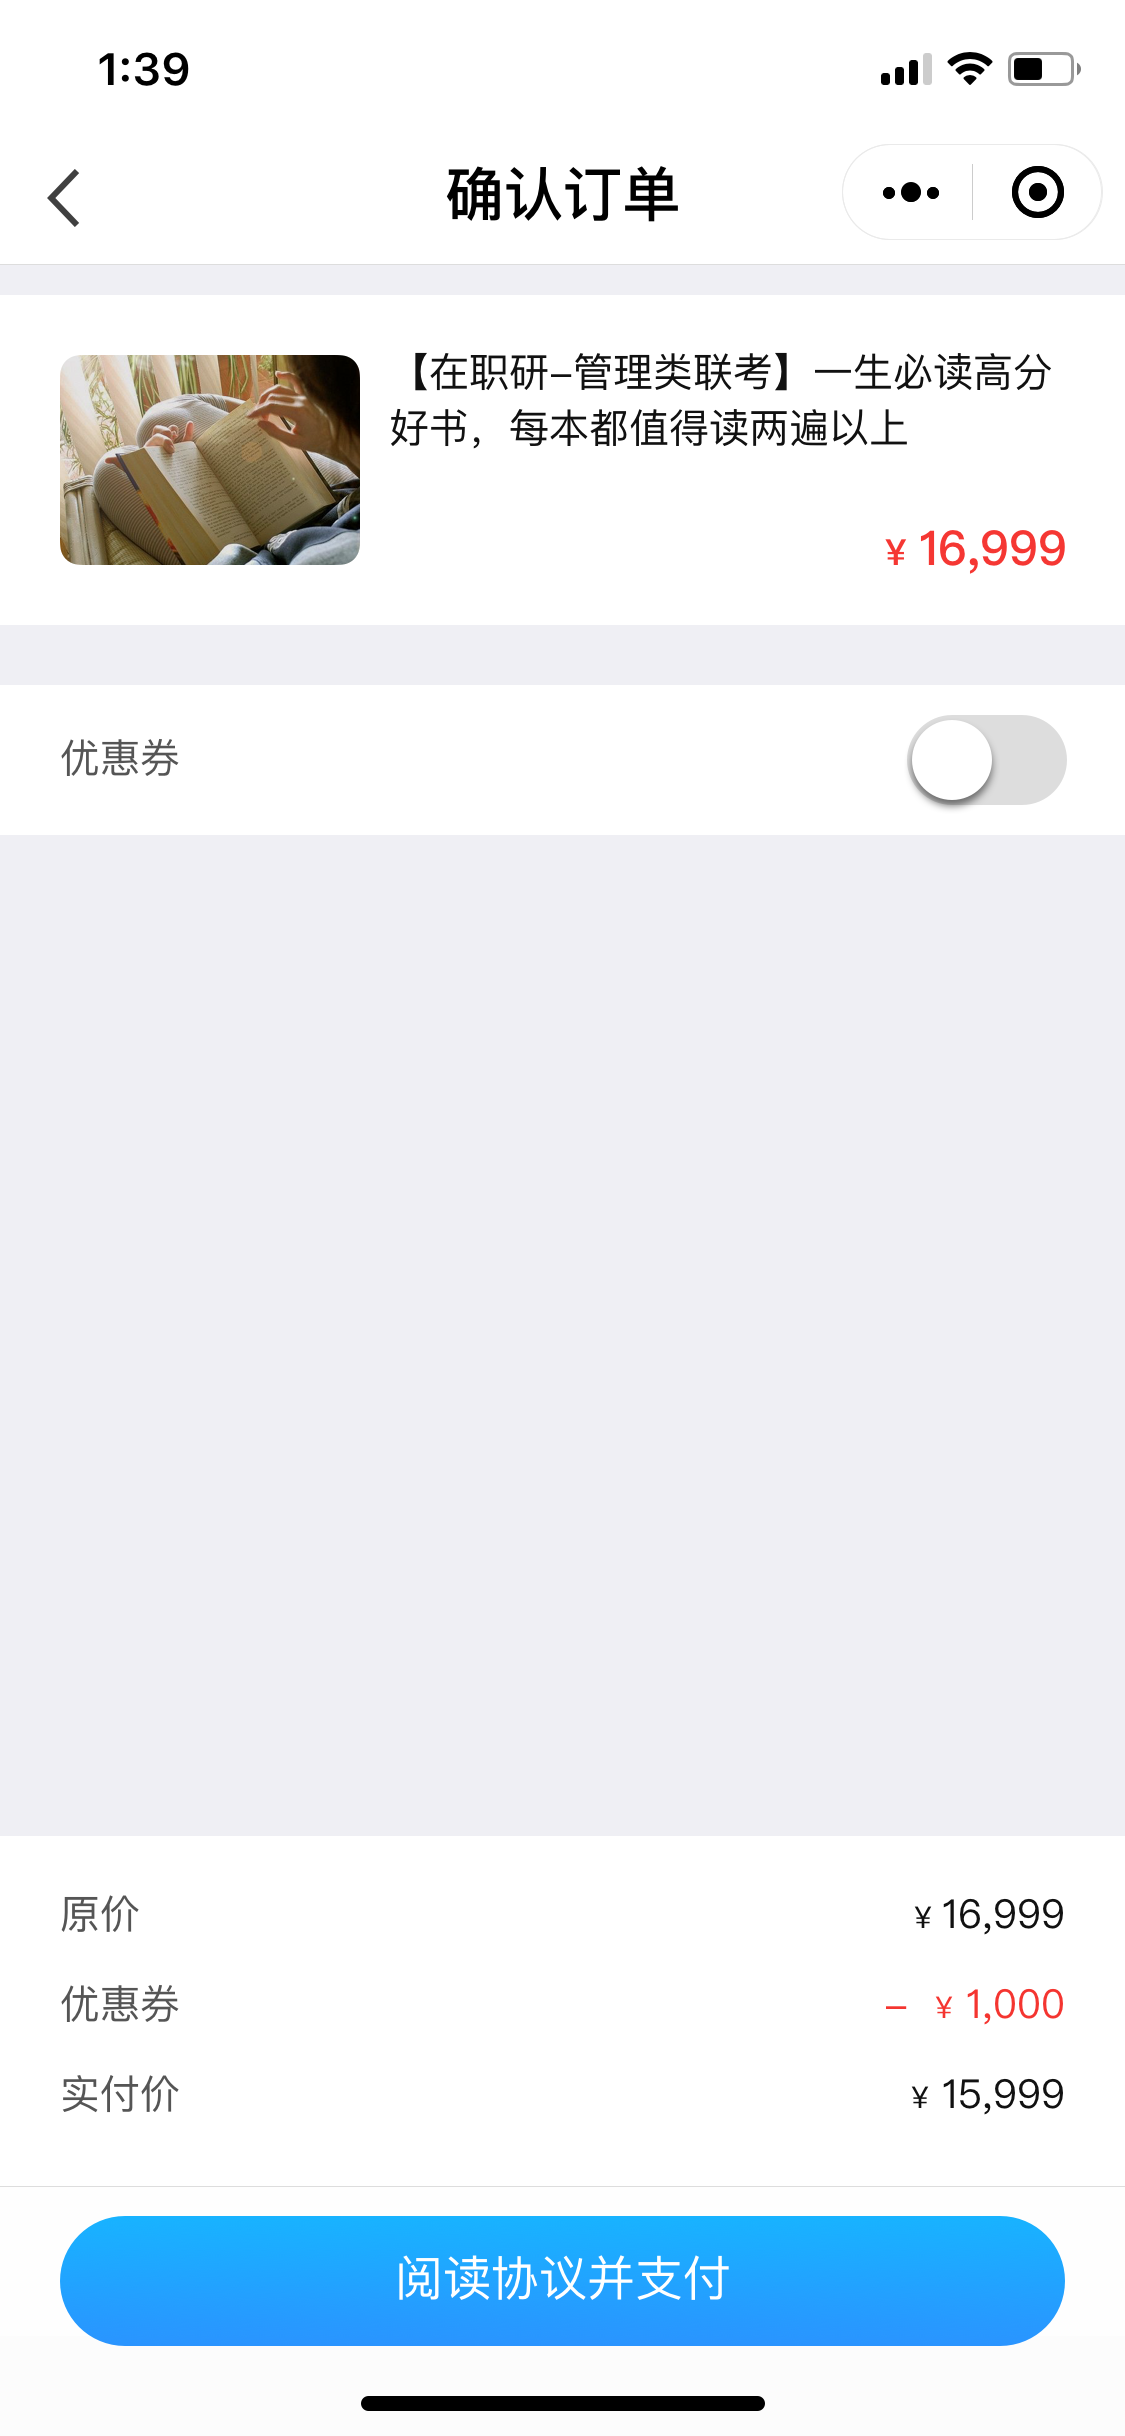 1:39
确认订单
【在职研–管理类联考】一生必读高分
好书，每本都值得读两遍以上
¥ 16,999
优惠券
原价
¥ 16,999
优惠券
– ¥ 1,000
实付价
¥ 15,999
阅读协议并支付